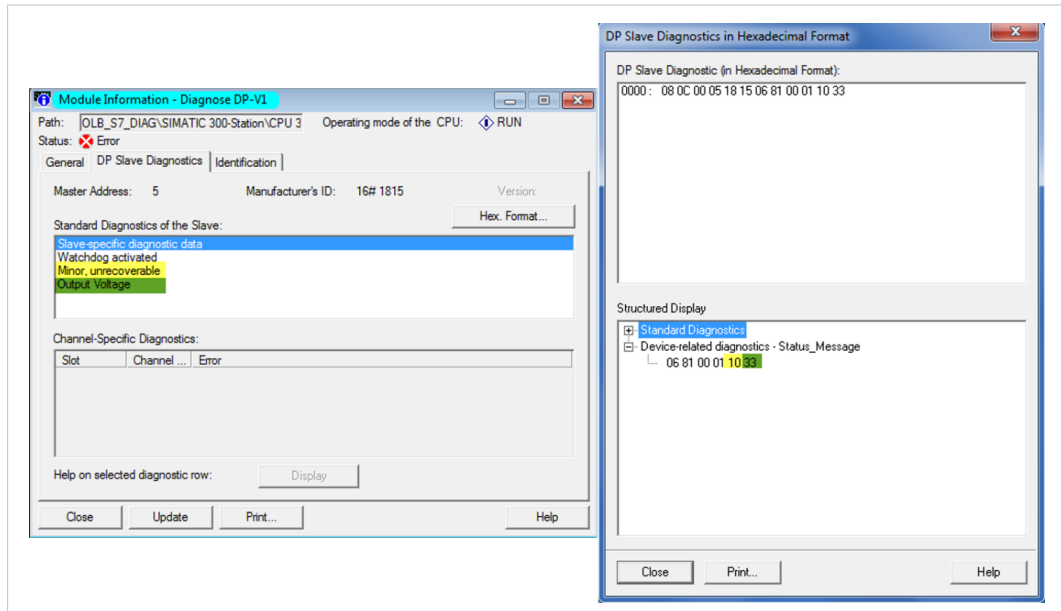 Module Information - Diagnose DP-V1
Path: OLB_S7_DIAG\SIMATIC 300-Station\CPU 3 Operating mode of the CPU: RUN
Status: Error
General DP Slave Diagnostics Identification
Master Address: 5 Manufacturer's ID: 16# 1815 Version:
Hex. Format...
Standard Diagnostics of the Slave:
Slave-specific diagnostic data
Watchdog activated
Minor, unrecoverable
Output Voltage
Channel-Specific Diagnostics:
Slot Channel ... Error
Help on selected diagnostic row: Display
Close Update Print... Help
DP Slave Diagnostics in Hexadecimal Format
DP Slave Diagnostic (in Hexadecimal Format):
0000 : 08 0C 00 05 18 15 06 81 00 01 10 33
Structured Display
Standard Diagnostics
Device-related diagnostics - Status_Message
06 81 00 01 10 33
Close Print... Help